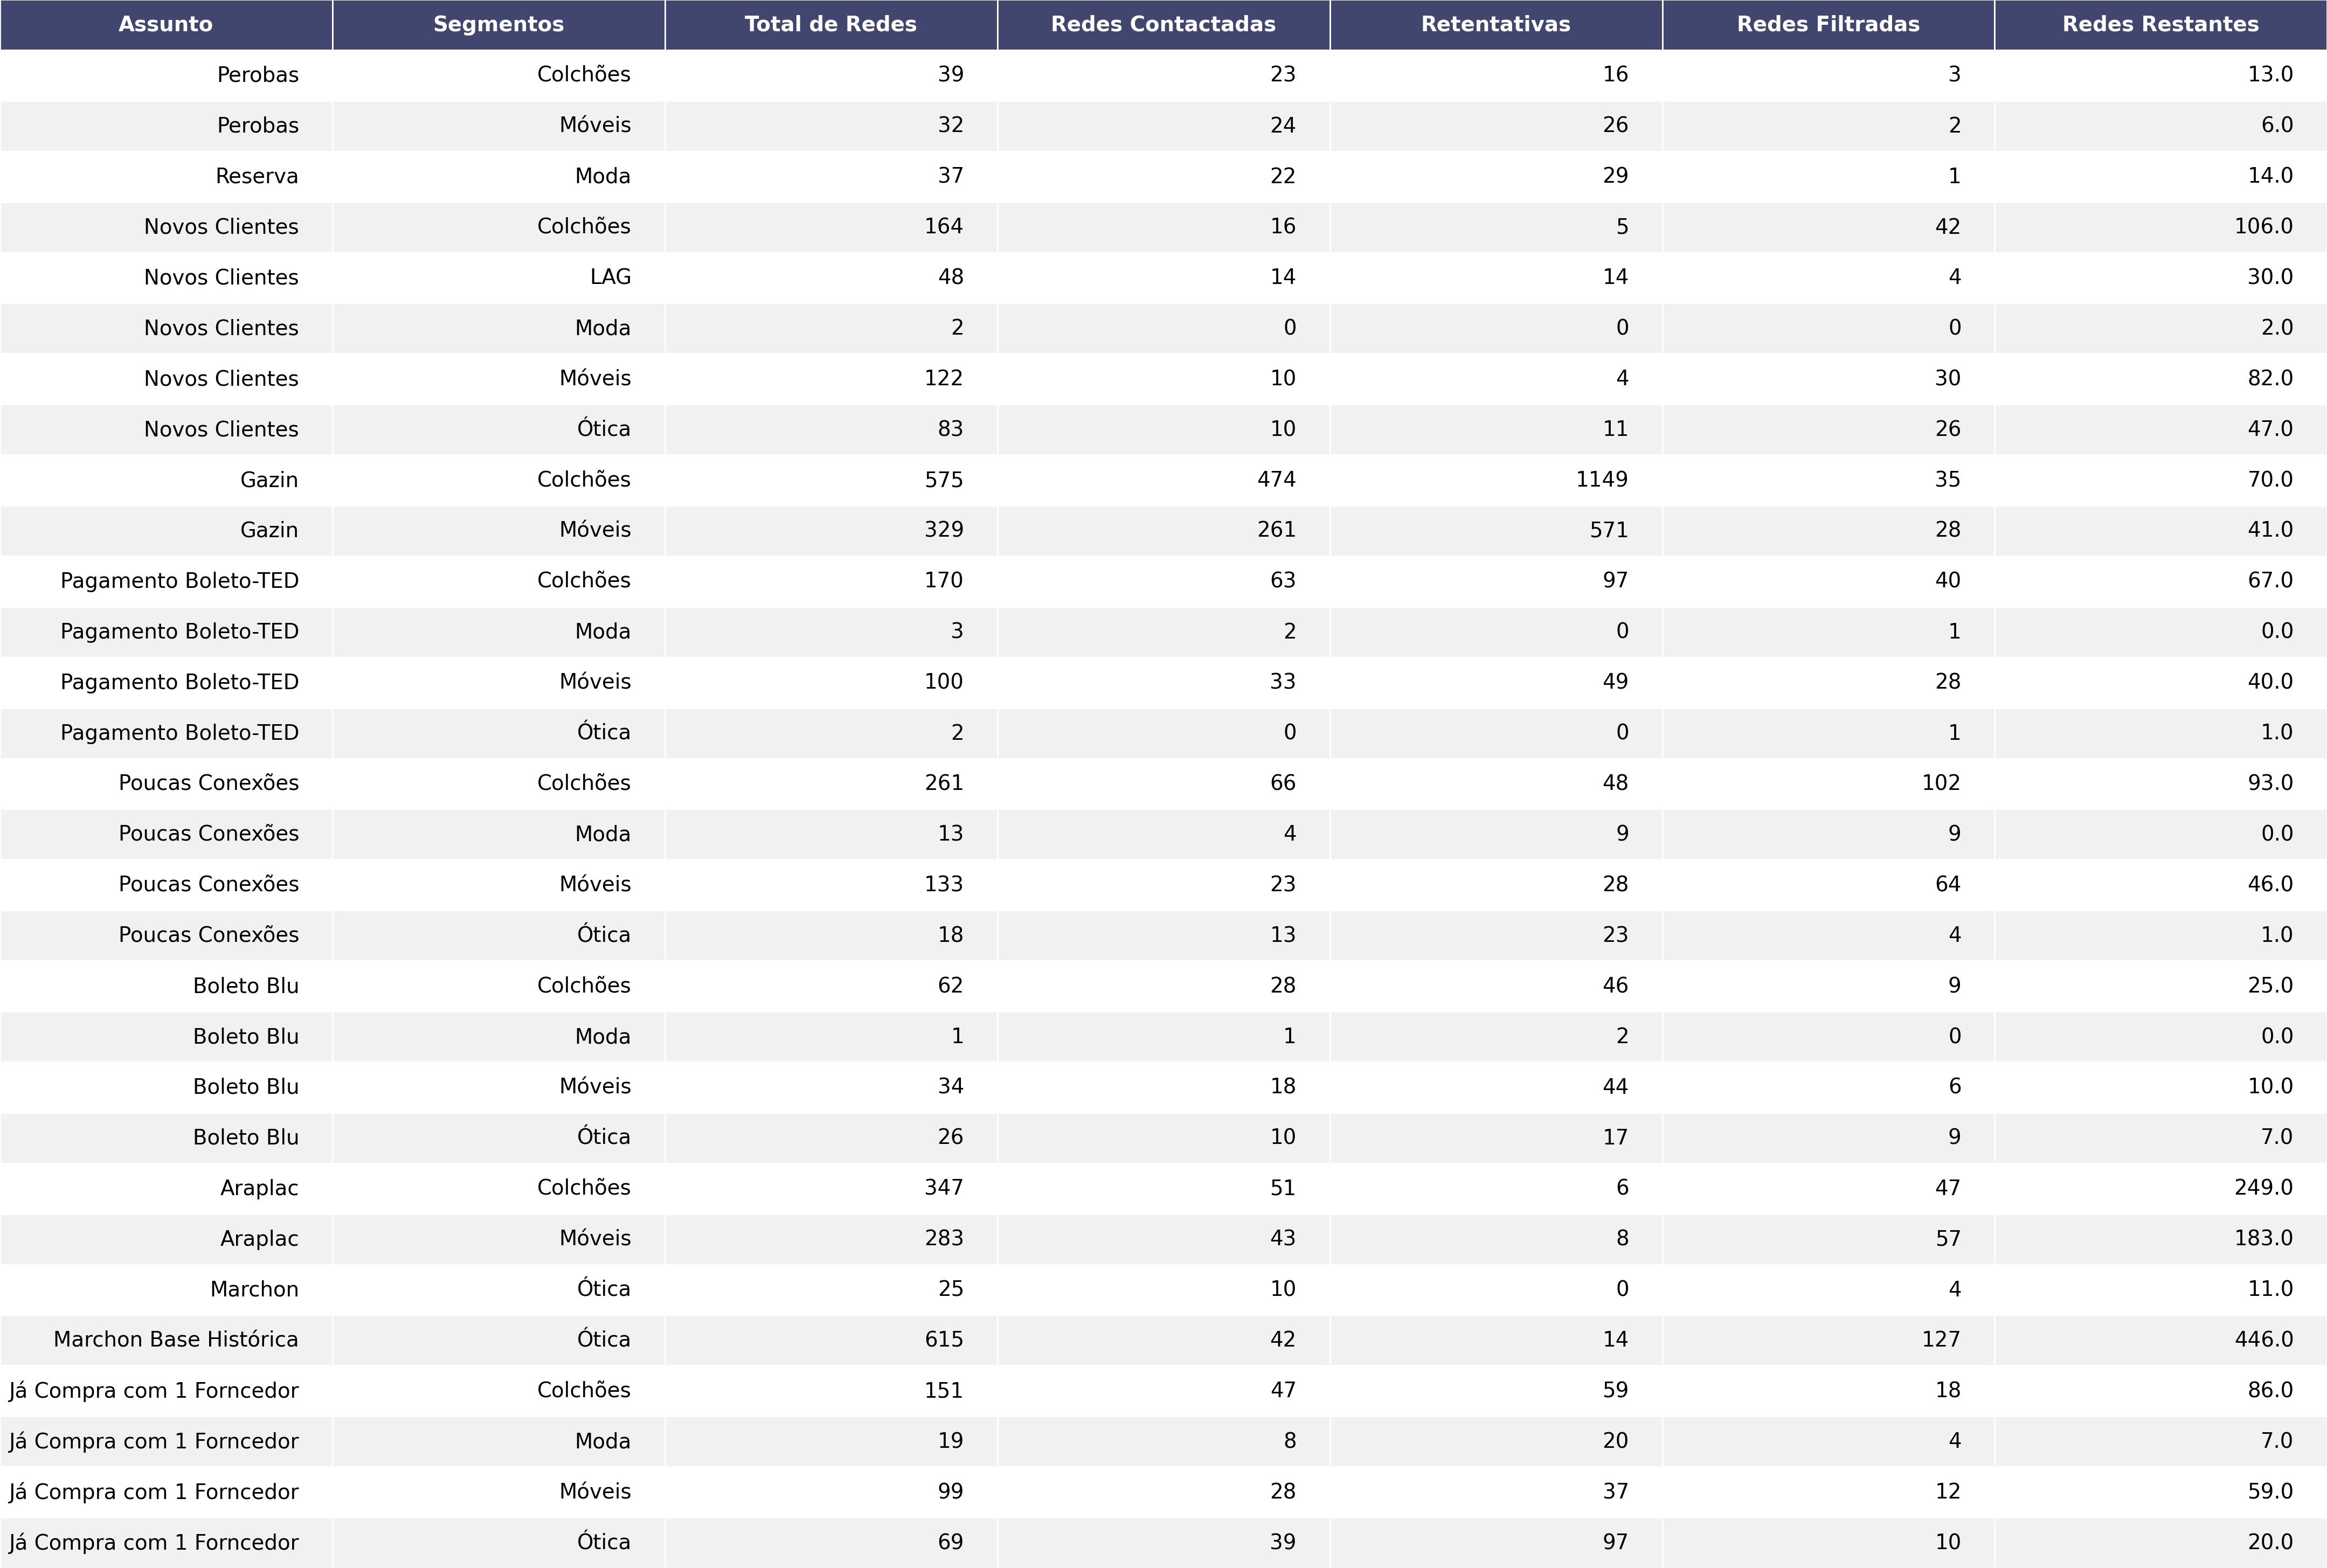 Assunto Segmentos Total de Redes Redes Contactadas Retentativas Redes Filtradas Redes Restantes
Perobas Colchões 39 23 16 3 13.0
Perobas Móveis 32 24 26 2 6.0
Reserva Moda 37 22 29 1 14.0
Novos Clientes Colchões 164 16 5 42 106.0
Novos Clientes LAG 48 14 14 4 30.0
Novos Clientes Moda 2 0 0 0 2.0
Novos Clientes Móveis 122 10 4 30 82.0
Novos Clientes Ótica 83 10 11 26 47.0
Gazin Colchões 575 474 1149 35 70.0
Gazin Móveis 329 261 571 28 41.0
Pagamento Boleto-TED Colchões 170 63 97 40 67.0
Pagamento Boleto-TED Moda 3 2 0 1 0.0
Pagamento Boleto-TED Móveis 100 33 49 28 40.0
Pagamento Boleto-TED Ótica 2 0 0 1 1.0
Poucas Conexões Colchões 261 66 48 102 93.0
Poucas Conexões Moda 13 4 9 9 0.0
Poucas Conexões Móveis 133 23 28 64 46.0
Poucas Conexões Ótica 18 13 23 4 1.0
Boleto Blu Colchões 62 28 46 9 25.0
Boleto Blu Moda 1 1 2 0 0.0
Boleto Blu Móveis 34 18 44 6 10.0
Boleto Blu Ótica 26 10 17 9 7.0
Araplac Colchões 347 51 6 47 249.0
Araplac Móveis 283 43 8 57 183.0
Marchon Ótica 25 10 0 4 11.0
Marchon Base Histórica Ótica 615 42 14 127 446.0
Já Compra com 1 Forncedor Colchões 151 47 59 18 86.0
Já Compra com 1 Forncedor Moda 19 8 20 4 7.0
Já Compra com 1 Forncedor Móveis 99 28 37 12 59.0
Já Compra com 1 Forncedor Ótica 69 39 97 10 20.0